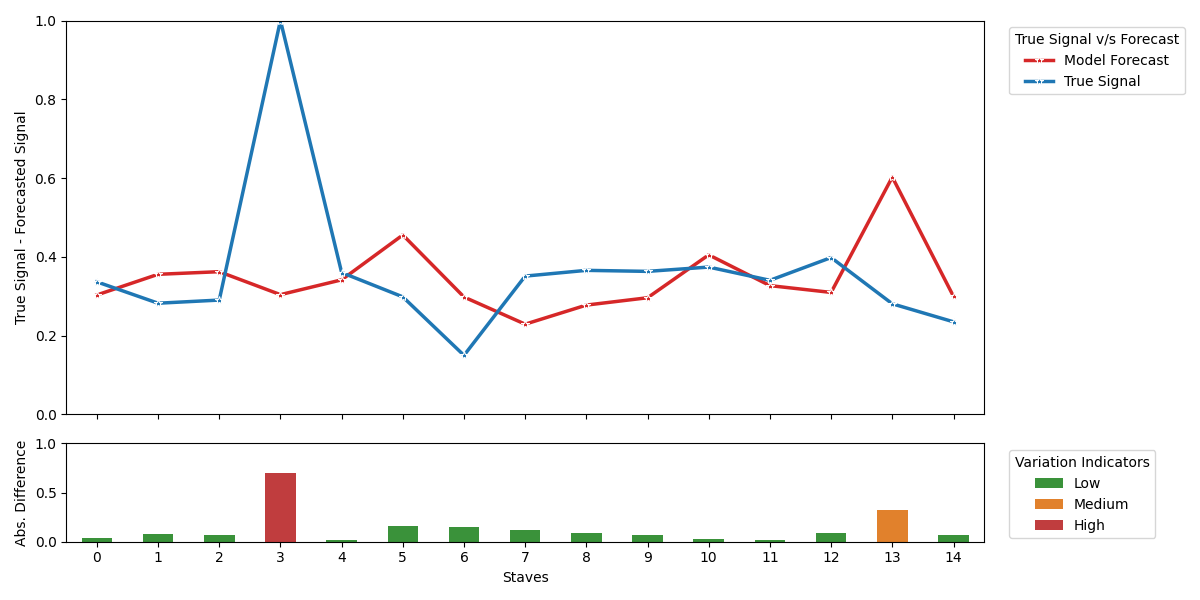 True Signal - Forecasted Signal
1.0
0.8
0.6
0.4
0.2
0.0
True Signal v/s Forecast
Model Forecast
True Signal
Abs. Difference
1.0
0.5
0.0
0 1 2 3 4 5 6 7 8 9 10 11 12 13 14
Staves
Variation Indicators
Low
Medium
High